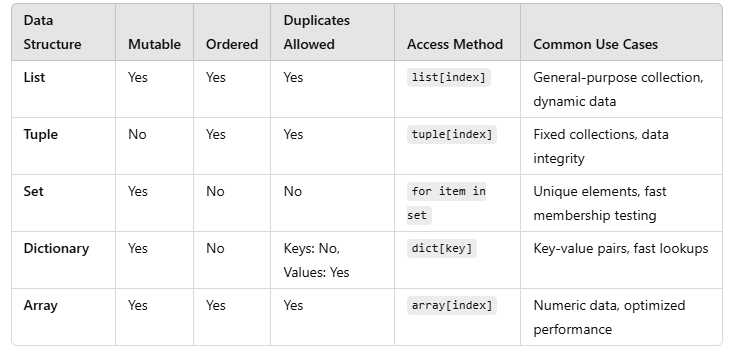 Data Structure | Mutable | Ordered | Duplicates Allowed | Access Method | Common Use Cases
List | Yes | Yes | Yes | list[index] | General-purpose collection, dynamic data
Tuple | No | Yes | Yes | tuple[index] | Fixed collections, data integrity
Set | Yes | No | No | for item in set | Unique elements, fast membership testing
Dictionary | Yes | No | Keys: No, Values: Yes | dict[key] | Key-value pairs, fast lookups
Array | Yes | Yes | Yes | array[index] | Numeric data, optimized performance